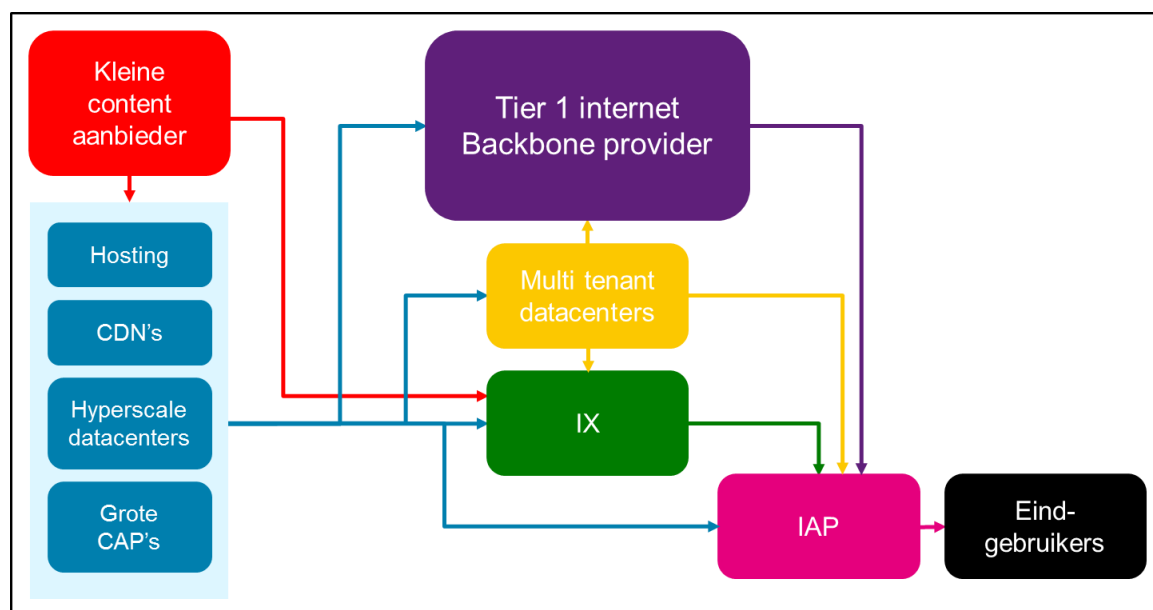 Kleine
content
aanbieder
Tier 1 internet
Backbone provider
Hosting
Multi tenant
datacenters
CDN's
Hyperscale
datacenters
IX
Grote
CAP's
IAP
Eind-
gebruikers